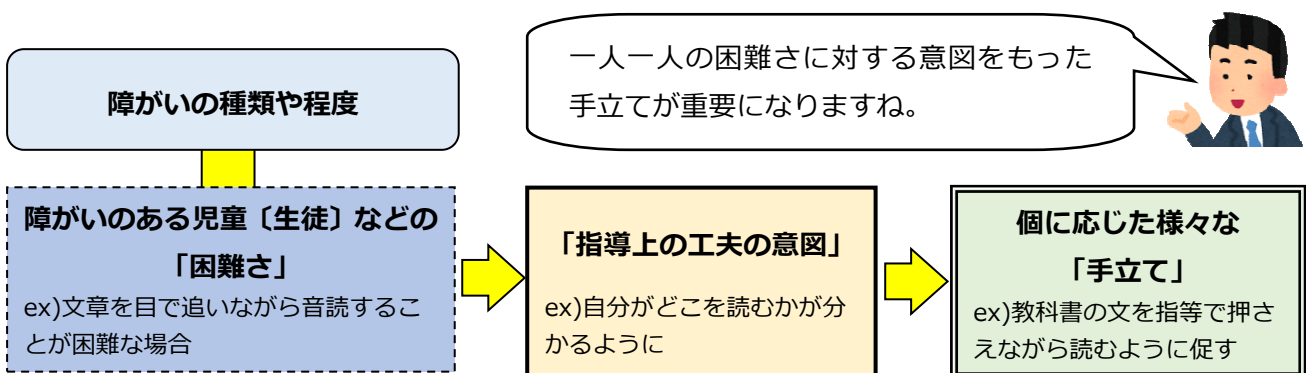 一人一人の困難さに対する意図をもった
手立てが重要になりますね。
障がいの種類や程度
障がいのある児童〔生徒〕などの
「困難さ」
ex)文章を目で追いながら音読するこ
とが困難な場合
「指導上の工夫の意図」
ex)自分がどこを読むかが分
かるように
個に応じた様々な
「手立て」
ex)教科書の文を指等で押さ
えながら読むように促す